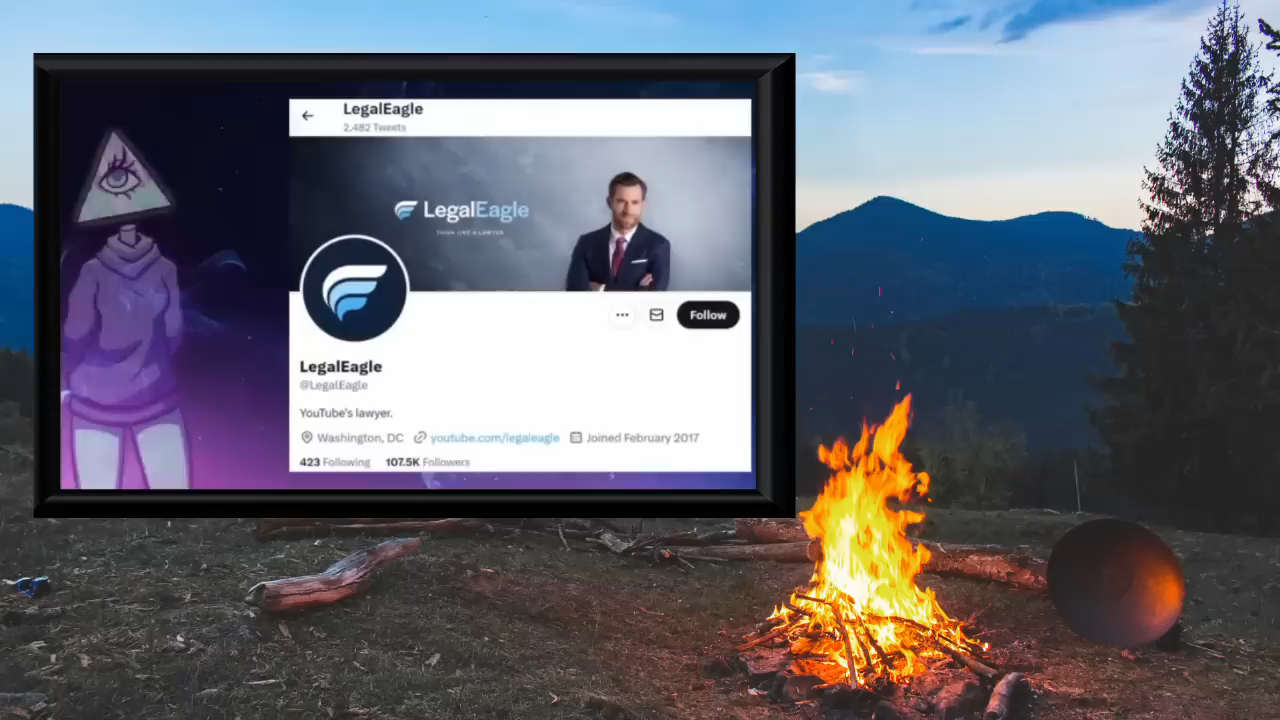 LegalEagle
2,482 Tweets
LegalEagle
THINK LIKE A LAWYER
Follow
LegalEagle
@LegalEagle
YouTube's lawyer.
Washington, DC youtube.com/legaleagle Joined February 2017
423 Following 107.5K Followers